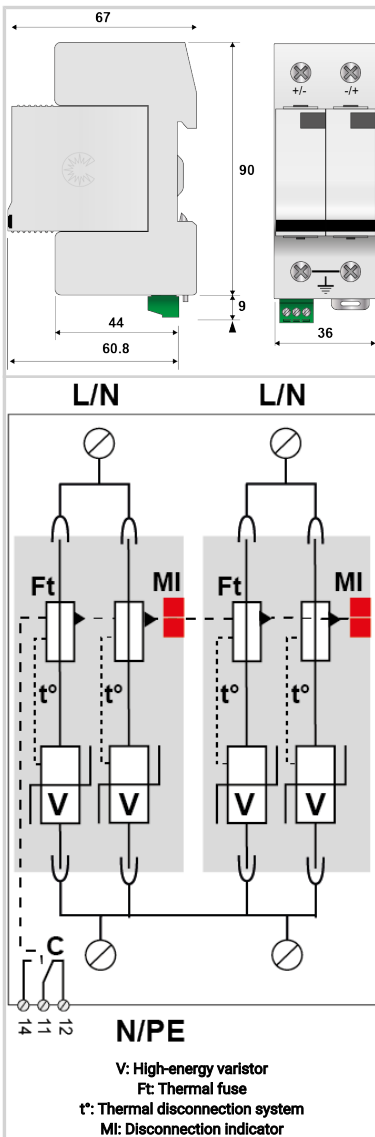 67
+/- -/+
90
9
44
60.8
36
L/N L/N
Ft MI Ft MI
t° t° t° t°
V V V V
C
14 11 12
N/PE
V: High-energy varistor
Ft: Thermal fuse
t°: Thermal disconnection system
MI: Disconnection indicator